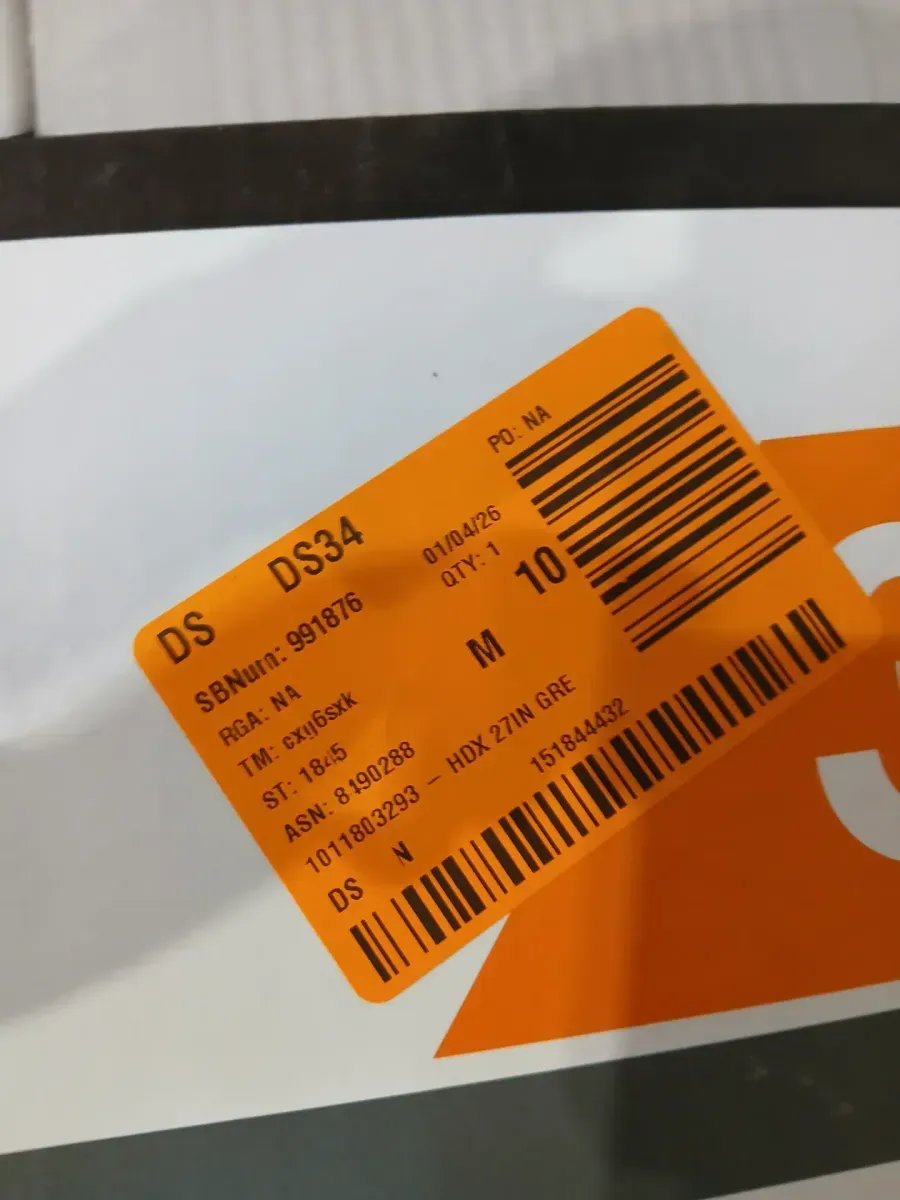 DS DS34
PO: NA
SBNum: 991876
01/04/26
RGA: NA
QTY: 1
10
TM: cxg6sxk
M
ST: 1845
ASN: 8490288
1011803293 – HDX 27IN GRE
DS N
151844432